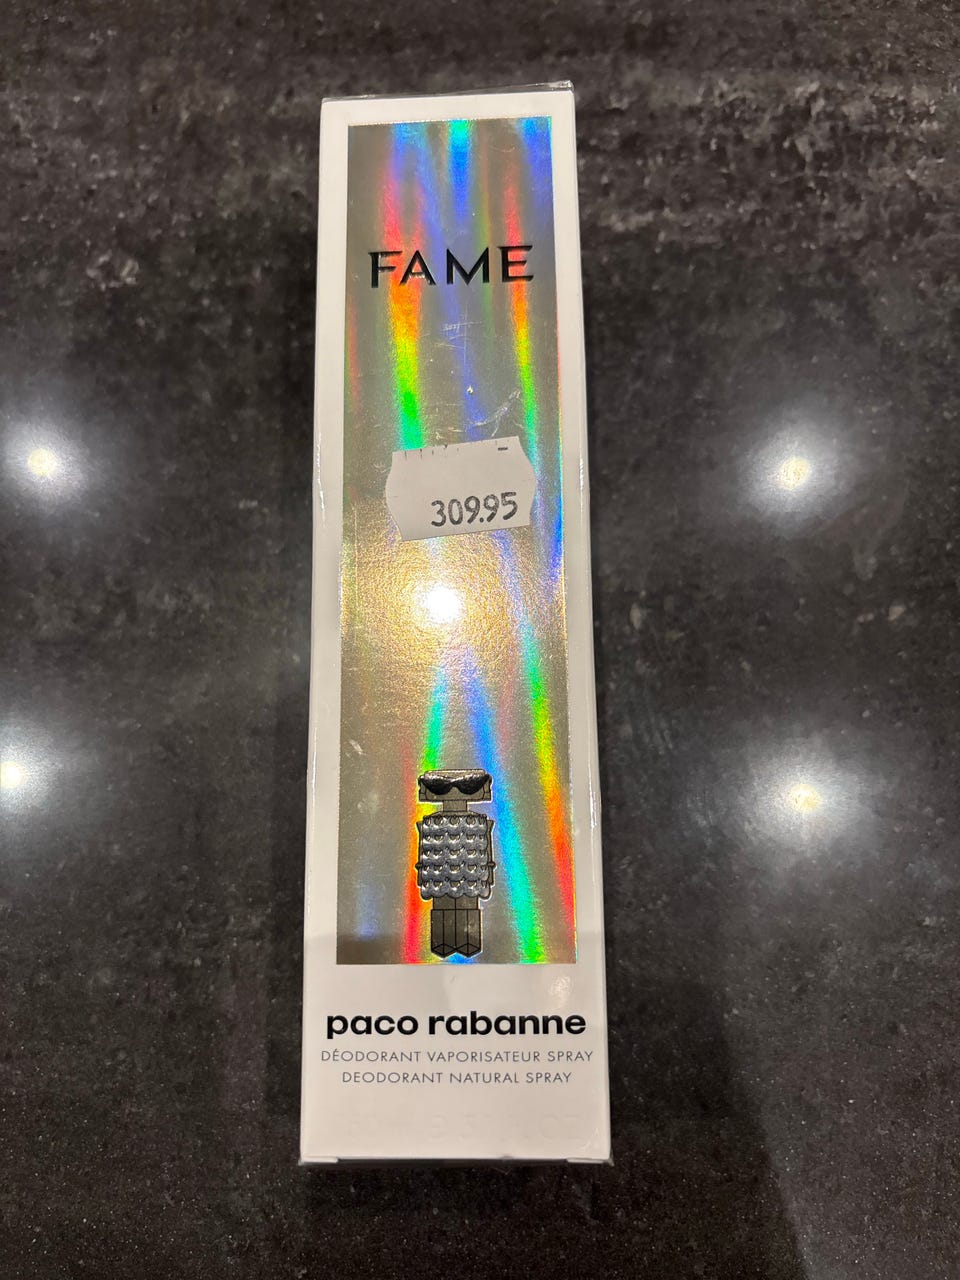 FAME
309.95
paco rabanne
DÉODORANT VAPORISATEUR SPRAY
DEODORANT NATURAL SPRAY